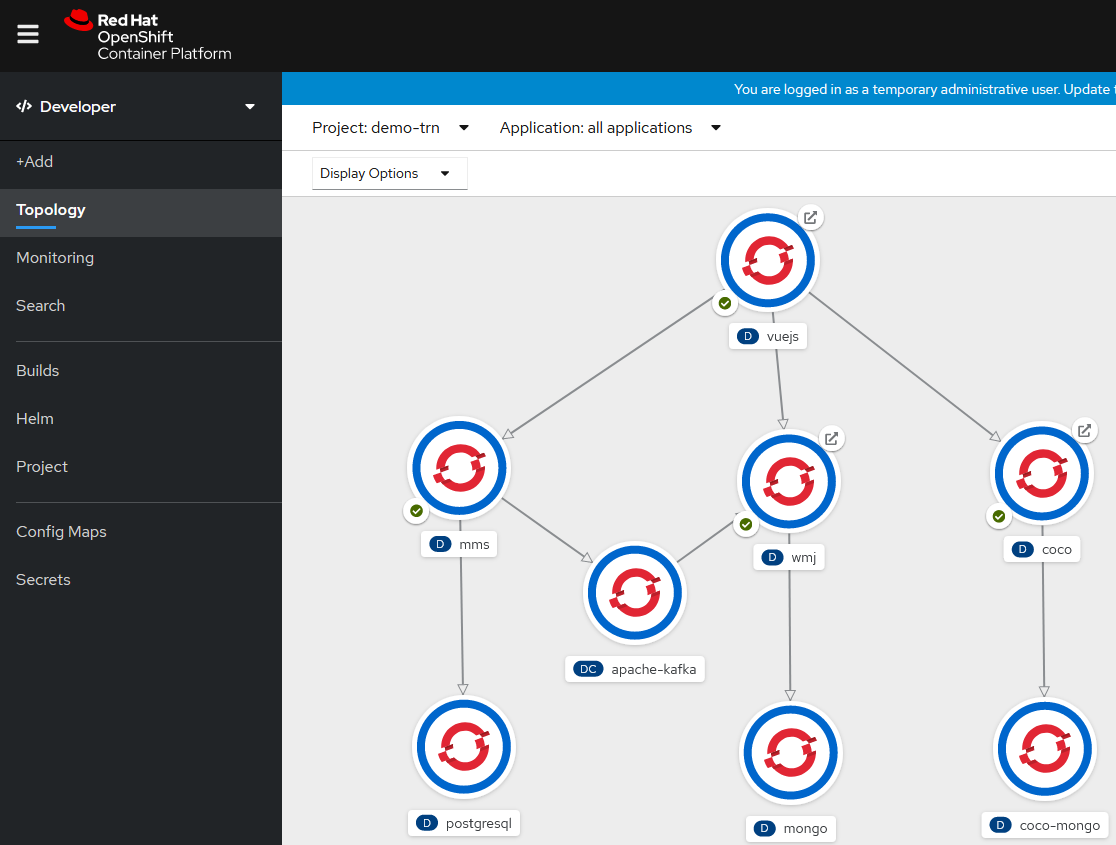 Red Hat
OpenShift
Container Platform
Developer
You are logged in as a temporary administrative user. Update
Project: demo-trn
Application: all applications
Display Options
+Add
Topology
Monitoring
Search
Builds
Helm
Project
Config Maps
Secrets
D vuejs
D mms
D wmj
D coco
DC apache-kafka
D postgresql
D mongo
D coco-mongo